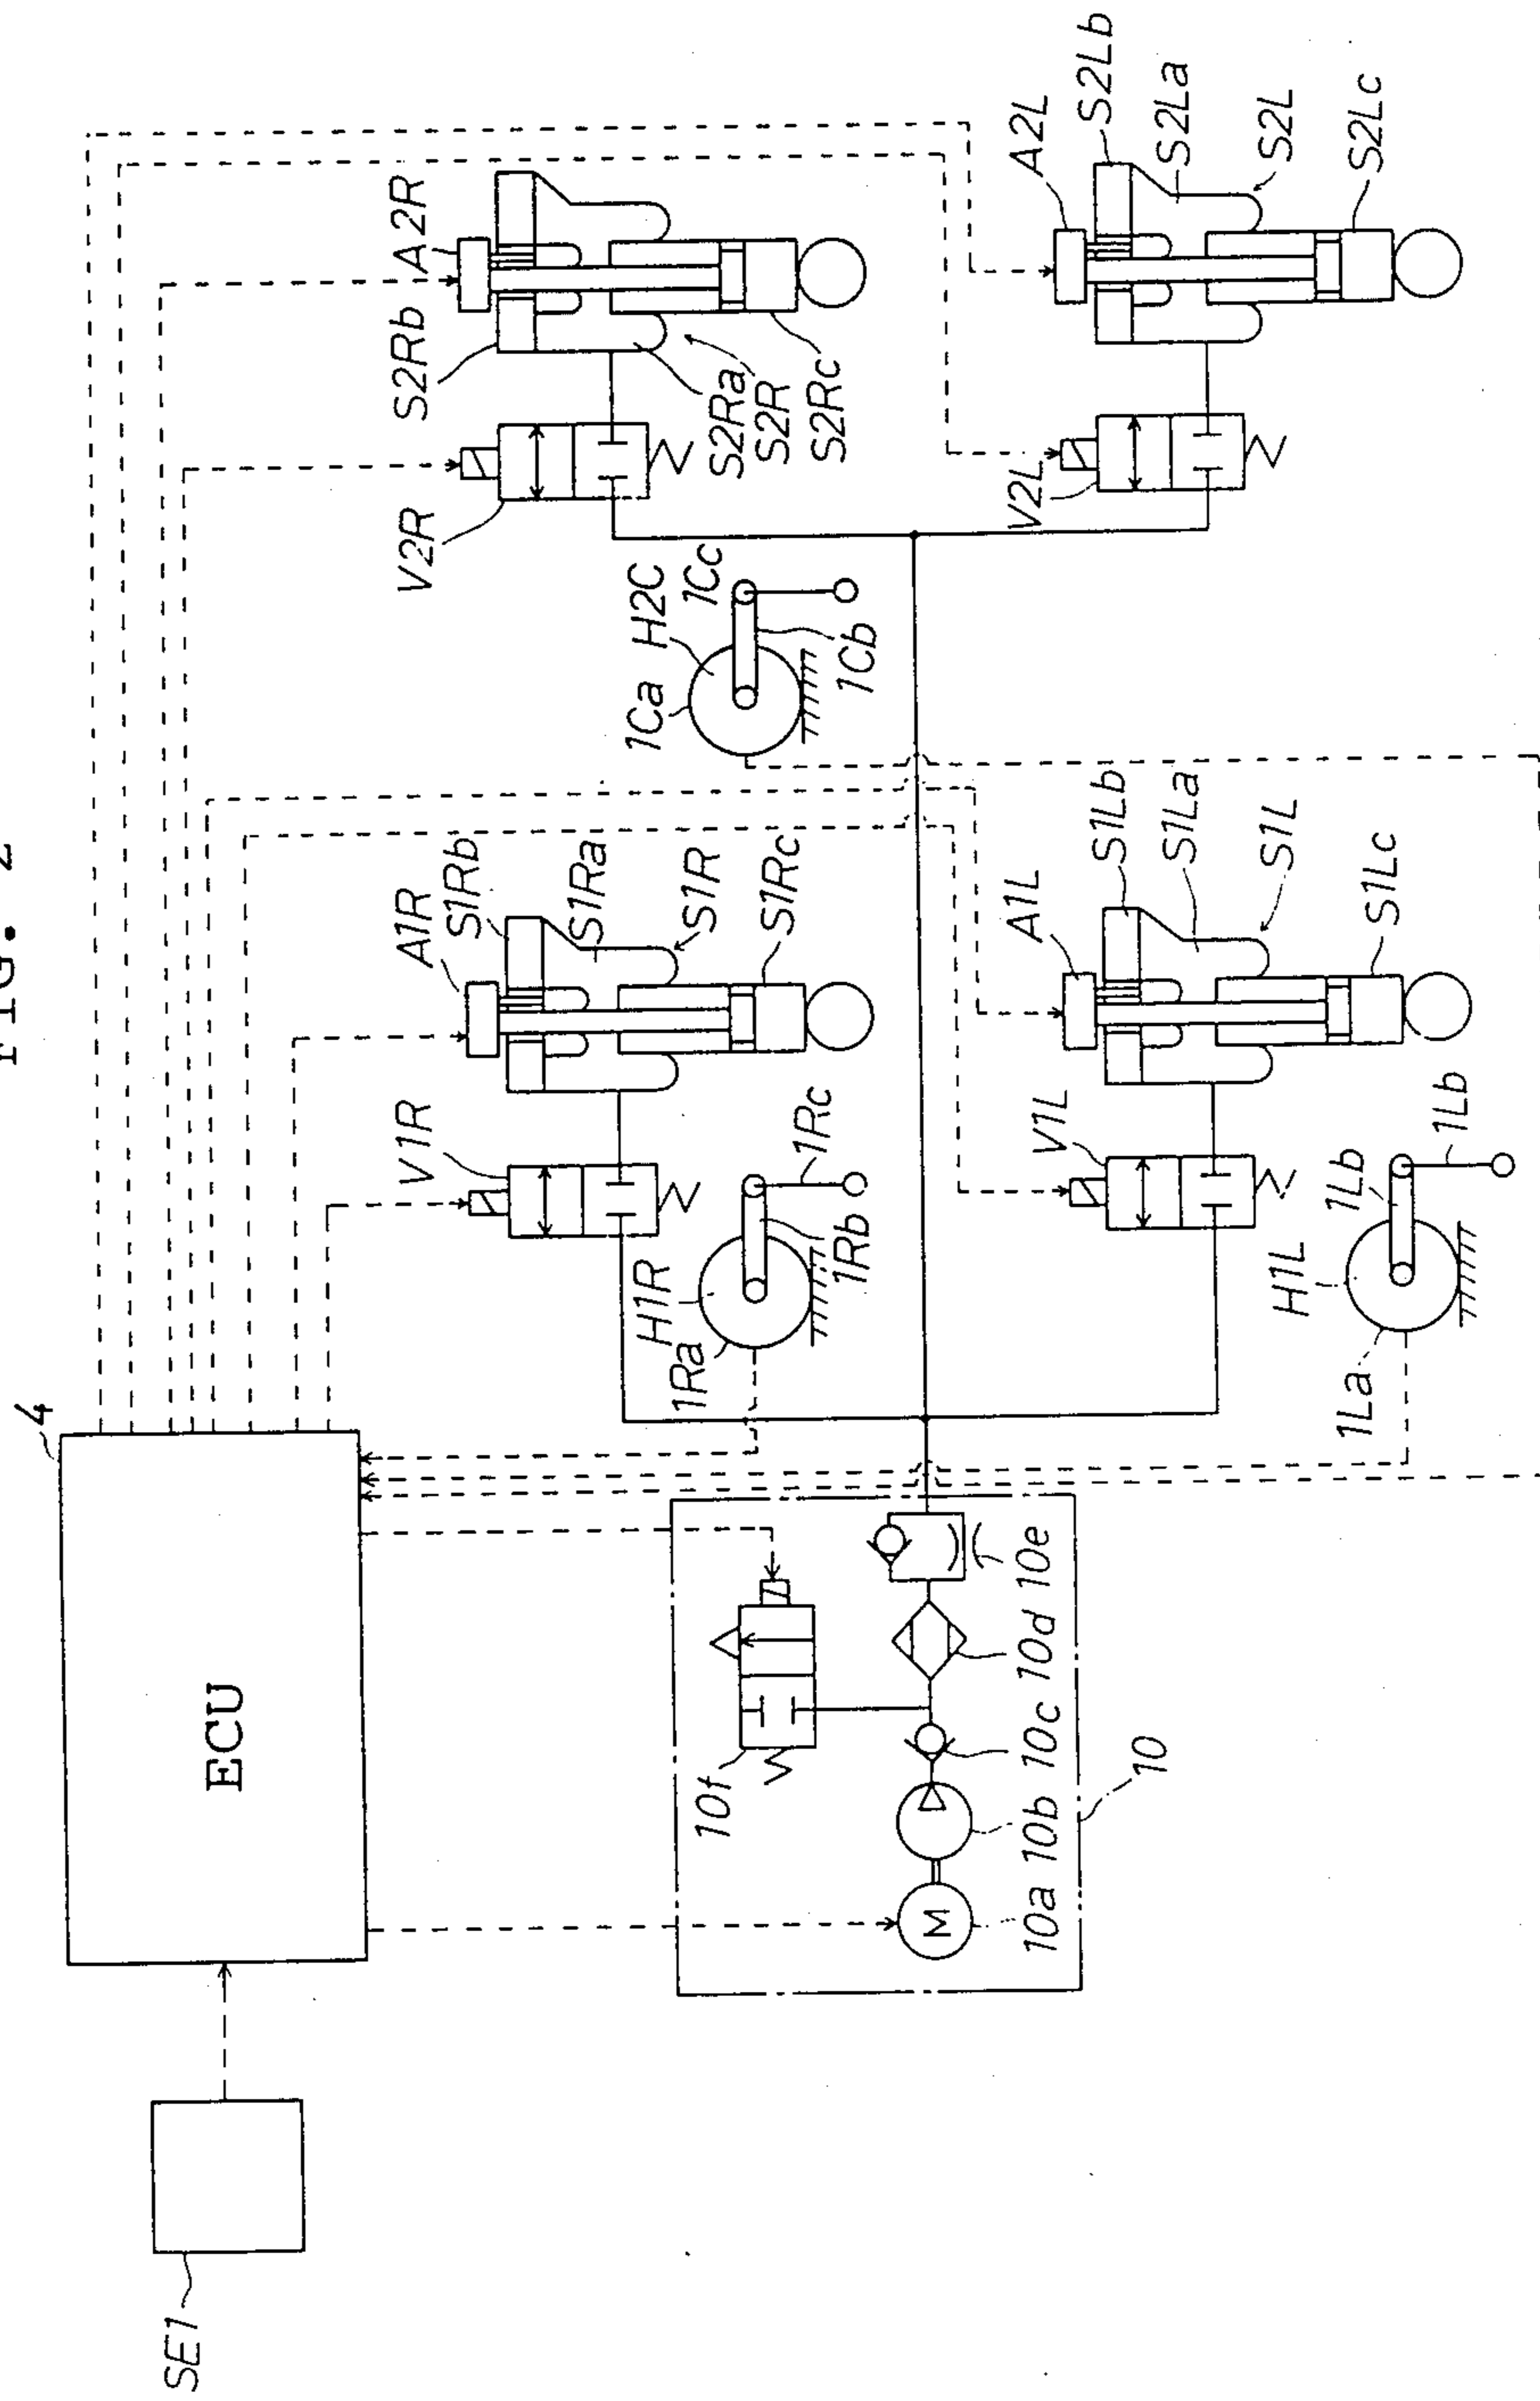 FIG. 2
4
ECU
SE1
A2R
S2Rb
V2R
S2Ra
S2R
S2Rc
A2L
S2Lb
S2La
S2L
S2Lc
V2L
1Ca
H2C
1Cc
1Cb
A1R
S1Rb
S1Ra
S1R
S1Rc
V1R
1Rc
1Rb
H1R
1Ra
A1L
S1Lb
S1La
S1L
S1Lc
V1L
1Lb
1Lb
H1L
1La
10f
M
10a
10b
10c
10d
10e
10